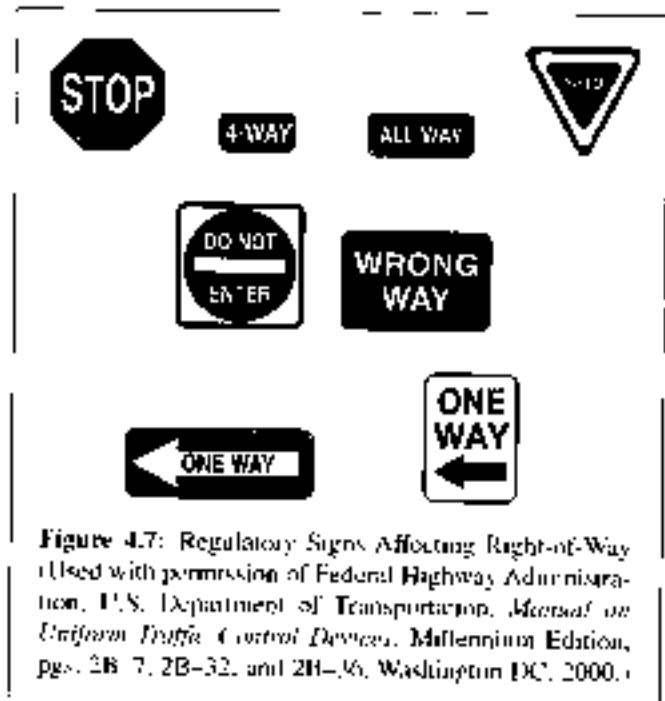 STOP
4-WAY
ALL WAY
DO NOT
ENTER
WRONG
WAY
ONE WAY
ONE
WAY
Figure 4.7: Regulatory Signs Affecting Right-of-Way
(Used with permission of Federal Highway Administra-
tion, U.S. Department of Transportation, Manual on
Uniform Traffic Control Devices, Millennium Edition,
pgs. 2B-7, 2B-32, and 2B-36, Washington DC, 2000.)